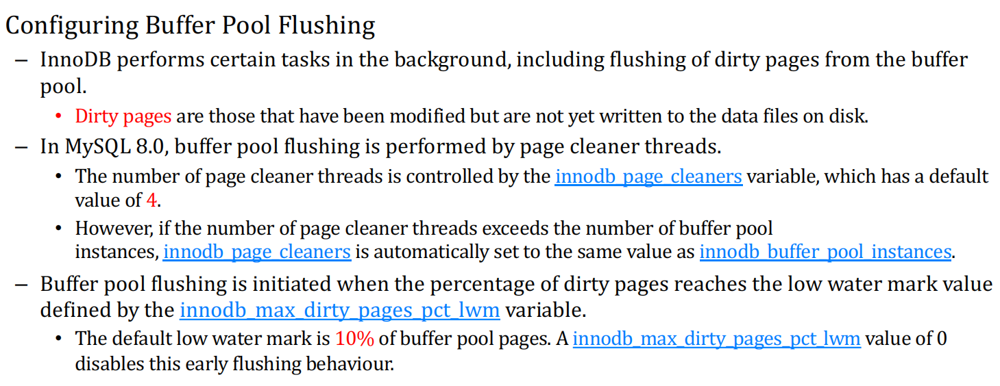 Configuring Buffer Pool Flushing
– InnoDB performs certain tasks in the background, including flushing of dirty pages from the buffer
pool.
• Dirty pages are those that have been modified but are not yet written to the data files on disk.
– In MySQL 8.0, buffer pool flushing is performed by page cleaner threads.
• The number of page cleaner threads is controlled by the innodb_page_cleaners variable, which has a default
value of 4.
• However, if the number of page cleaner threads exceeds the number of buffer pool
instances, innodb_page_cleaners is automatically set to the same value as innodb_buffer_pool_instances.
– Buffer pool flushing is initiated when the percentage of dirty pages reaches the low water mark value
defined by the innodb_max_dirty_pages_pct_lwm variable.
• The default low water mark is 10% of buffer pool pages. A innodb_max_dirty_pages_pct_lwm value of 0
disables this early flushing behaviour.